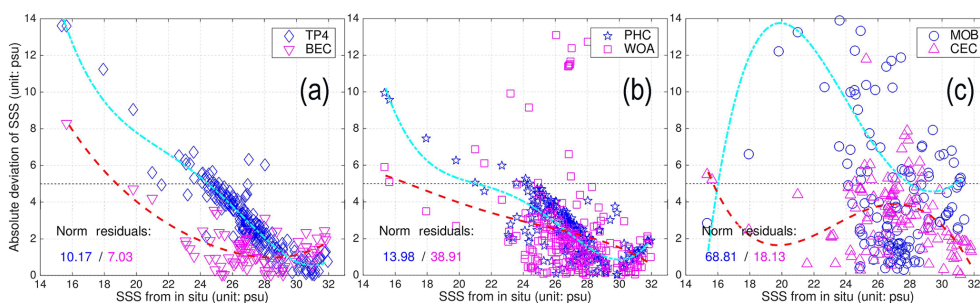 Absolute deviation of SSS (unit: psu)
14
12
10
8
6
4
2
0
TP4
BEC
(a)
Norm residuals:
10.17 / 7.03
14 16 18 20 22 24 26 28 30 32
SSS from in situ (unit: psu)
14
12
10
8
6
4
2
0
PHC
WOA
(b)
Norm residuals:
13.98 / 38.91
14 16 18 20 22 24 26 28 30 32
SSS from in situ (unit: psu)
14
12
10
8
6
4
2
0
MOB
CEC
(c)
Norm residuals:
68.81 / 18.13
14 16 18 20 22 24 26 28 30 32
SSS from in situ (unit: psu)